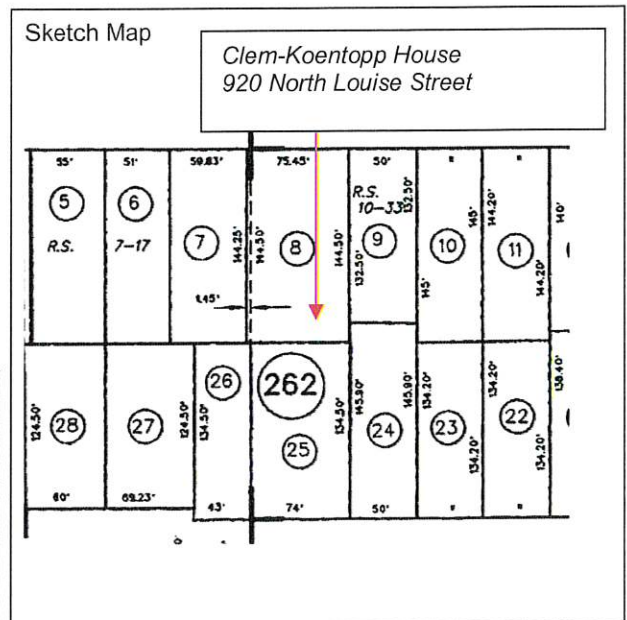 Sketch Map
Clem-Koentopp House
920 North Louise Street
55' 51' 59.83' 75.45' 50' " "
5 6 7 8 9 10 11
R.S. 7-17
R.S.
10-33
144.25' 144.50' 144.50' 132.50' 132.50' 145' 145' 144.20' 144.20' 140'
1.45'
28 27 26 262 25 24 23 22
124.50' 124.50' 134.50' 134.50' 145.90' 145.90' 134.20' 134.20' 134.20' 134.20' 138.40'
60' 69.23' 43' 74' 50' " "